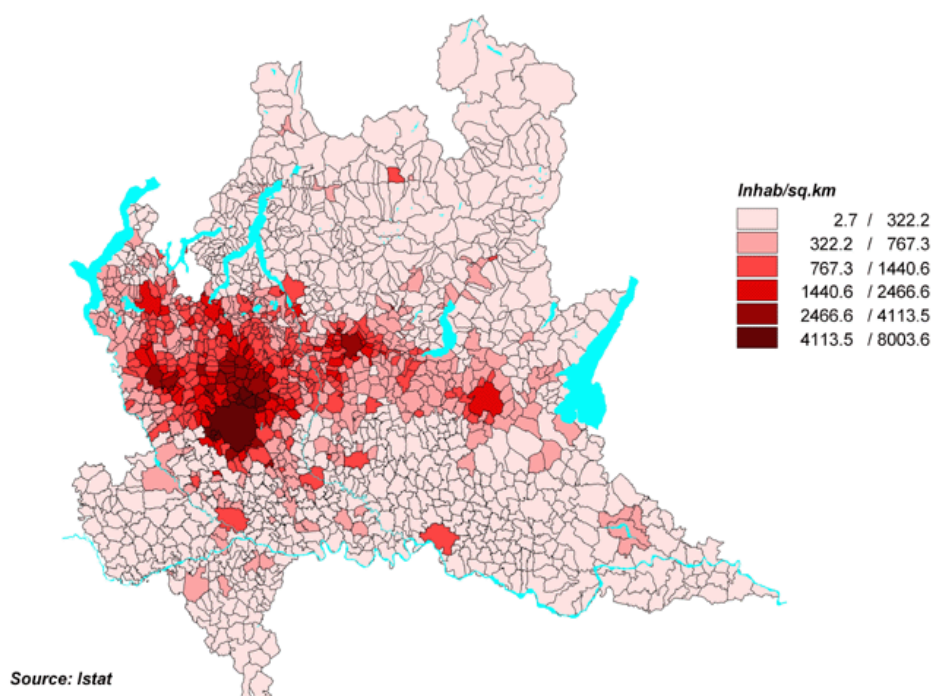 Inhab/sq.km
2.7 / 322.2
322.2 / 767.3
767.3 / 1440.6
1440.6 / 2466.6
2466.6 / 4113.5
4113.5 / 8003.6
Source: Istat